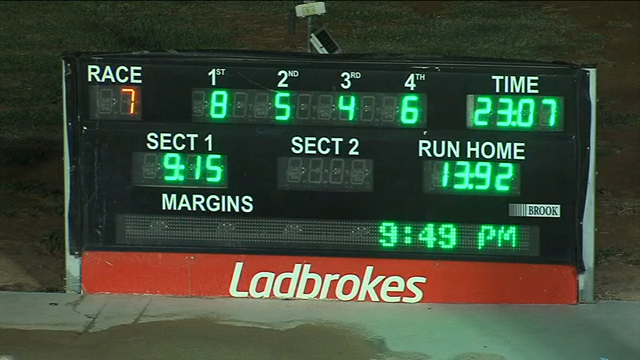 RACE 1ST 2ND 3RD 4TH TIME
7 8 5 4 6 23:07
SECT 1 SECT 2 RUN HOME
9:15 13:92
MARGINS
BROOK
9:49 PM
Ladbrokes